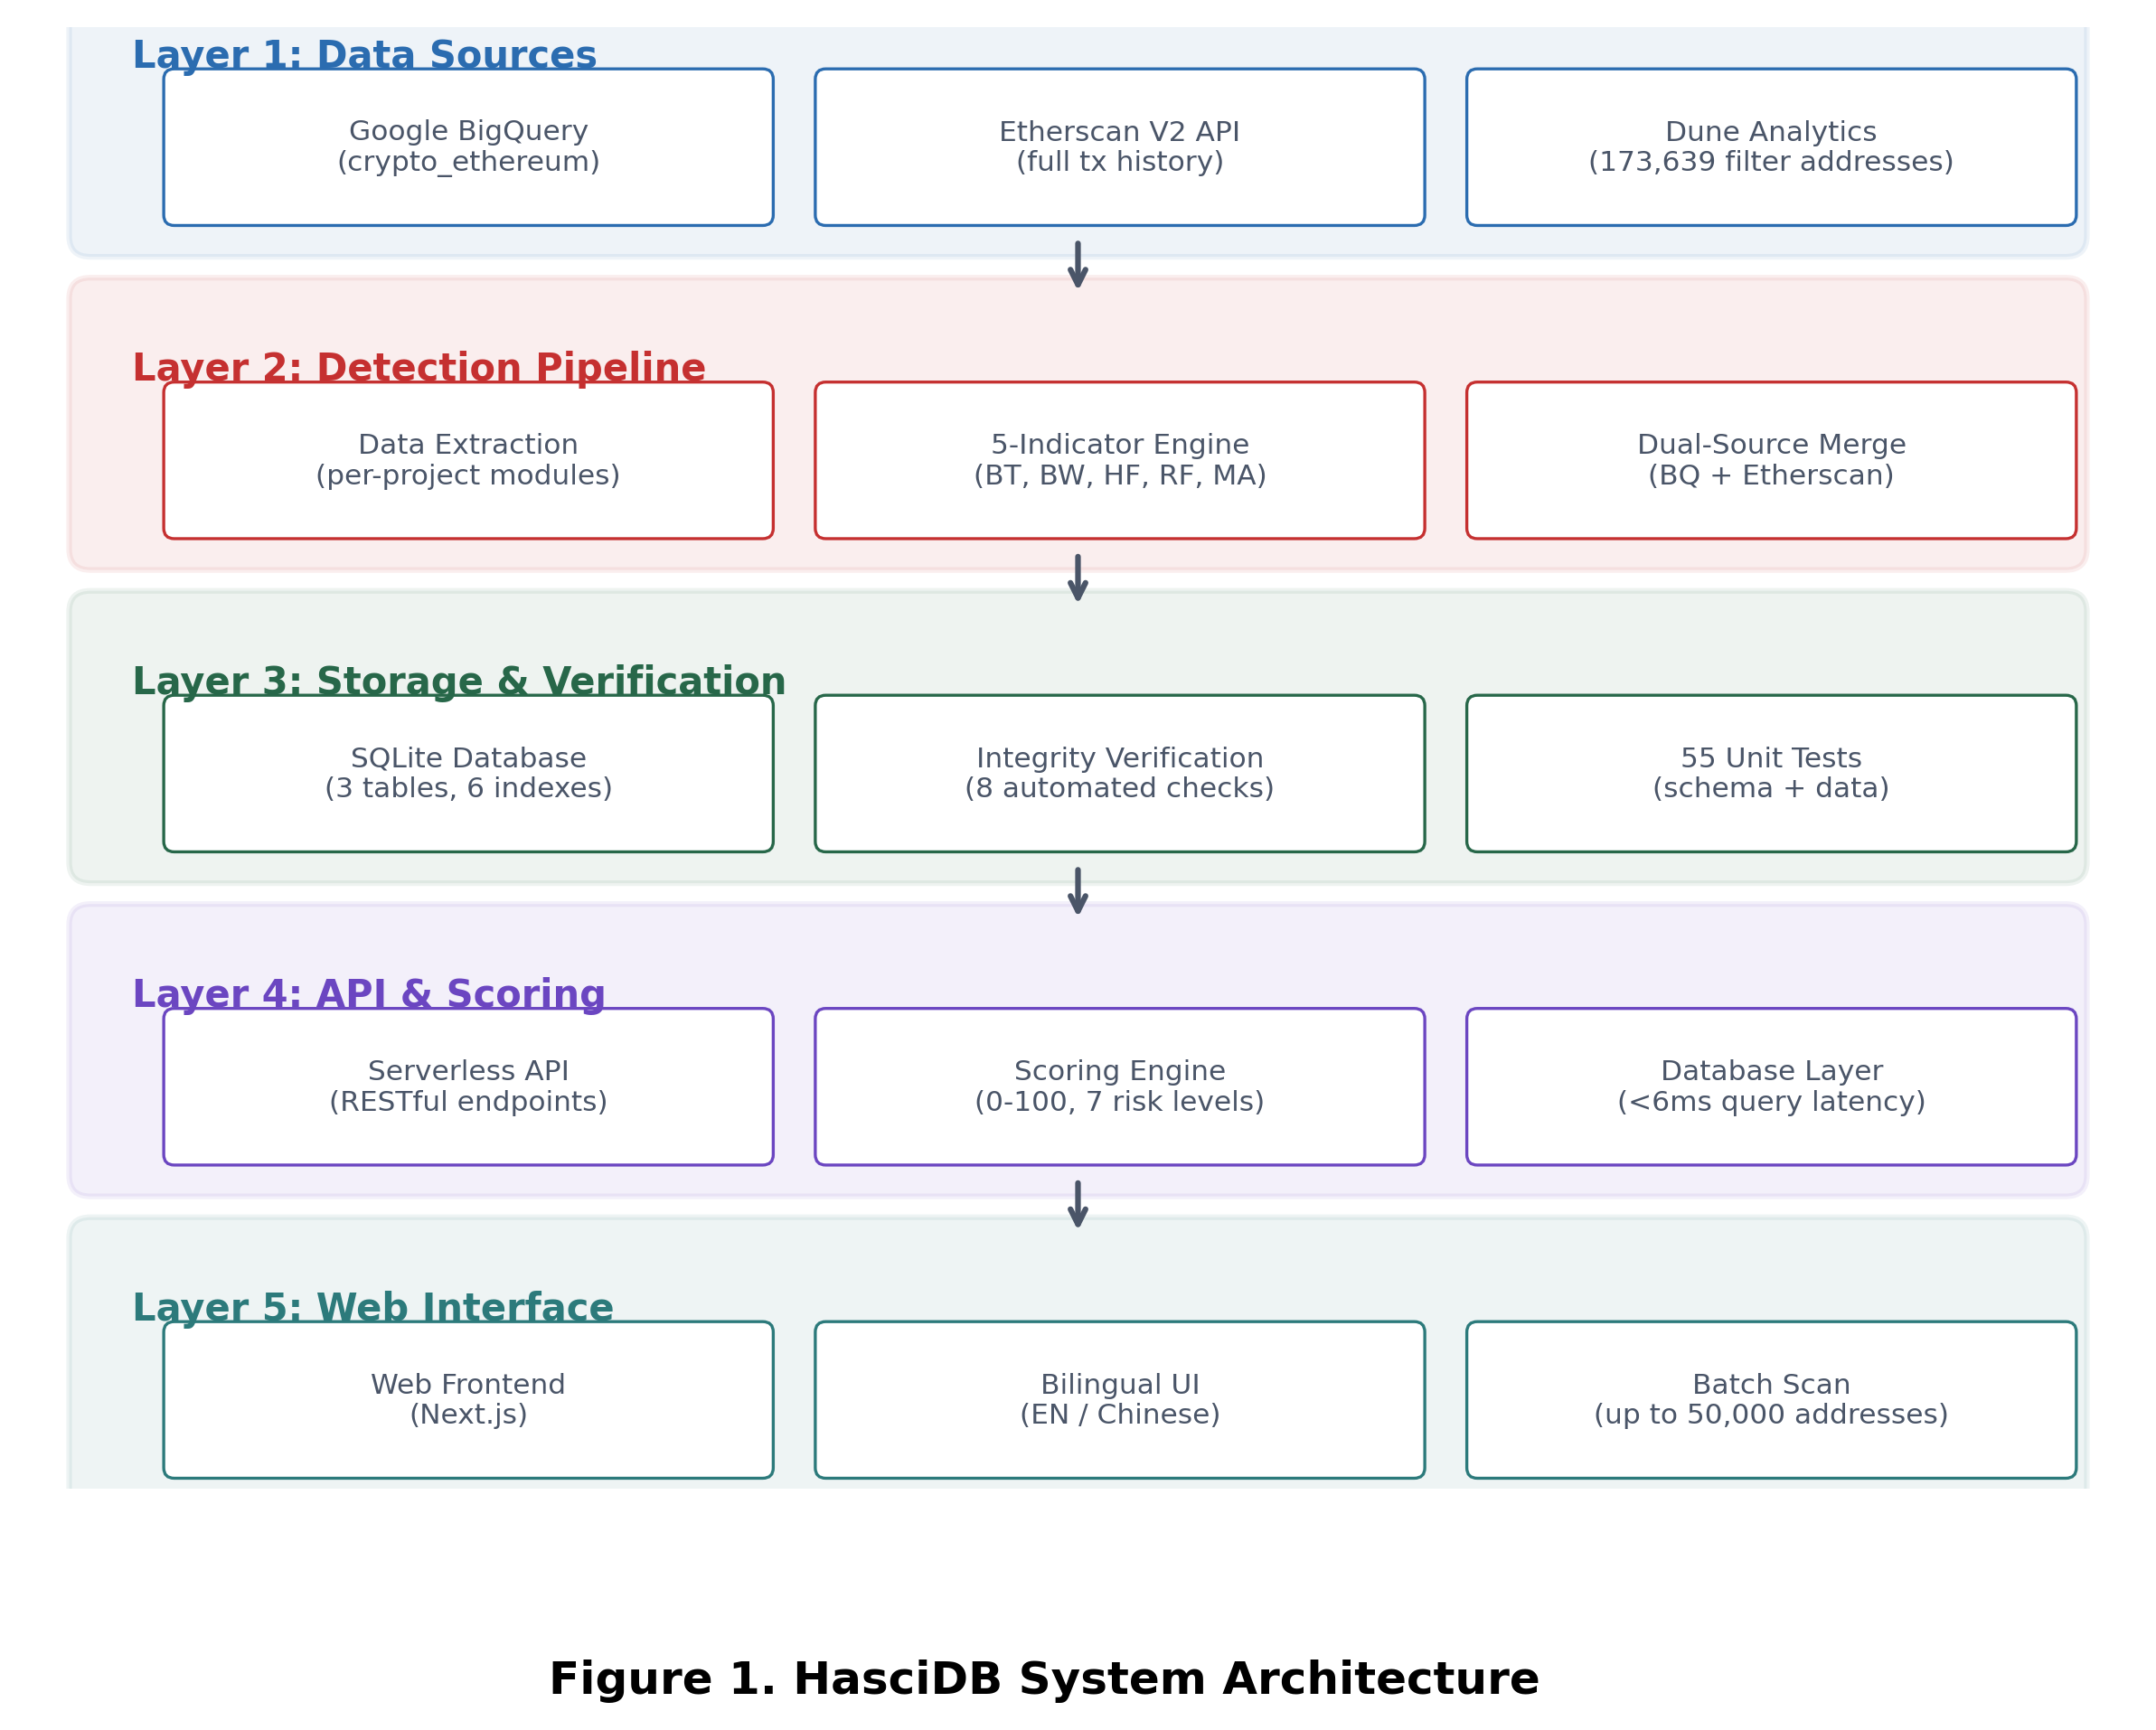 Layer 1: Data Sources
Google BigQuery
(crypto_ethereum)
Etherscan V2 API
(full tx history)
Dune Analytics
(173,639 filter addresses)
Layer 2: Detection Pipeline
Data Extraction
(per-project modules)
5-Indicator Engine
(BT, BW, HF, RF, MA)
Dual-Source Merge
(BQ + Etherscan)
Layer 3: Storage & Verification
SQLite Database
(3 tables, 6 indexes)
Integrity Verification
(8 automated checks)
55 Unit Tests
(schema + data)
Layer 4: API & Scoring
Serverless API
(RESTful endpoints)
Scoring Engine
(0-100, 7 risk levels)
Database Layer
(<6ms query latency)
Layer 5: Web Interface
Web Frontend
(Next.js)
Bilingual UI
(EN / Chinese)
Batch Scan
(up to 50,000 addresses)
Figure 1. HasciDB System Architecture